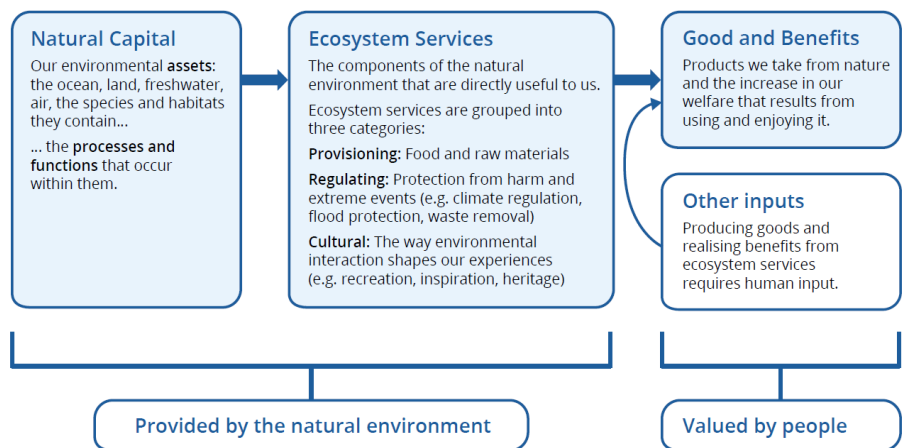 Natural Capital
Our environmental assets:
the ocean, land, freshwater,
air, the species and habitats
they contain...
... the processes and
functions that occur
within them.
Ecosystem Services
The components of the natural
environment that are directly useful to us.
Ecosystem services are grouped into
three categories:
Provisioning: Food and raw materials
Regulating: Protection from harm and
extreme events (e.g. climate regulation,
flood protection, waste removal)
Cultural: The way environmental
interaction shapes our experiences
(e.g. recreation, inspiration, heritage)
Good and Benefits
Products we take from nature
and the increase in our
welfare that results from
using and enjoying it.
Other inputs
Producing goods and
realising benefits from
ecosystem services
requires human input.
Provided by the natural environment
Valued by people